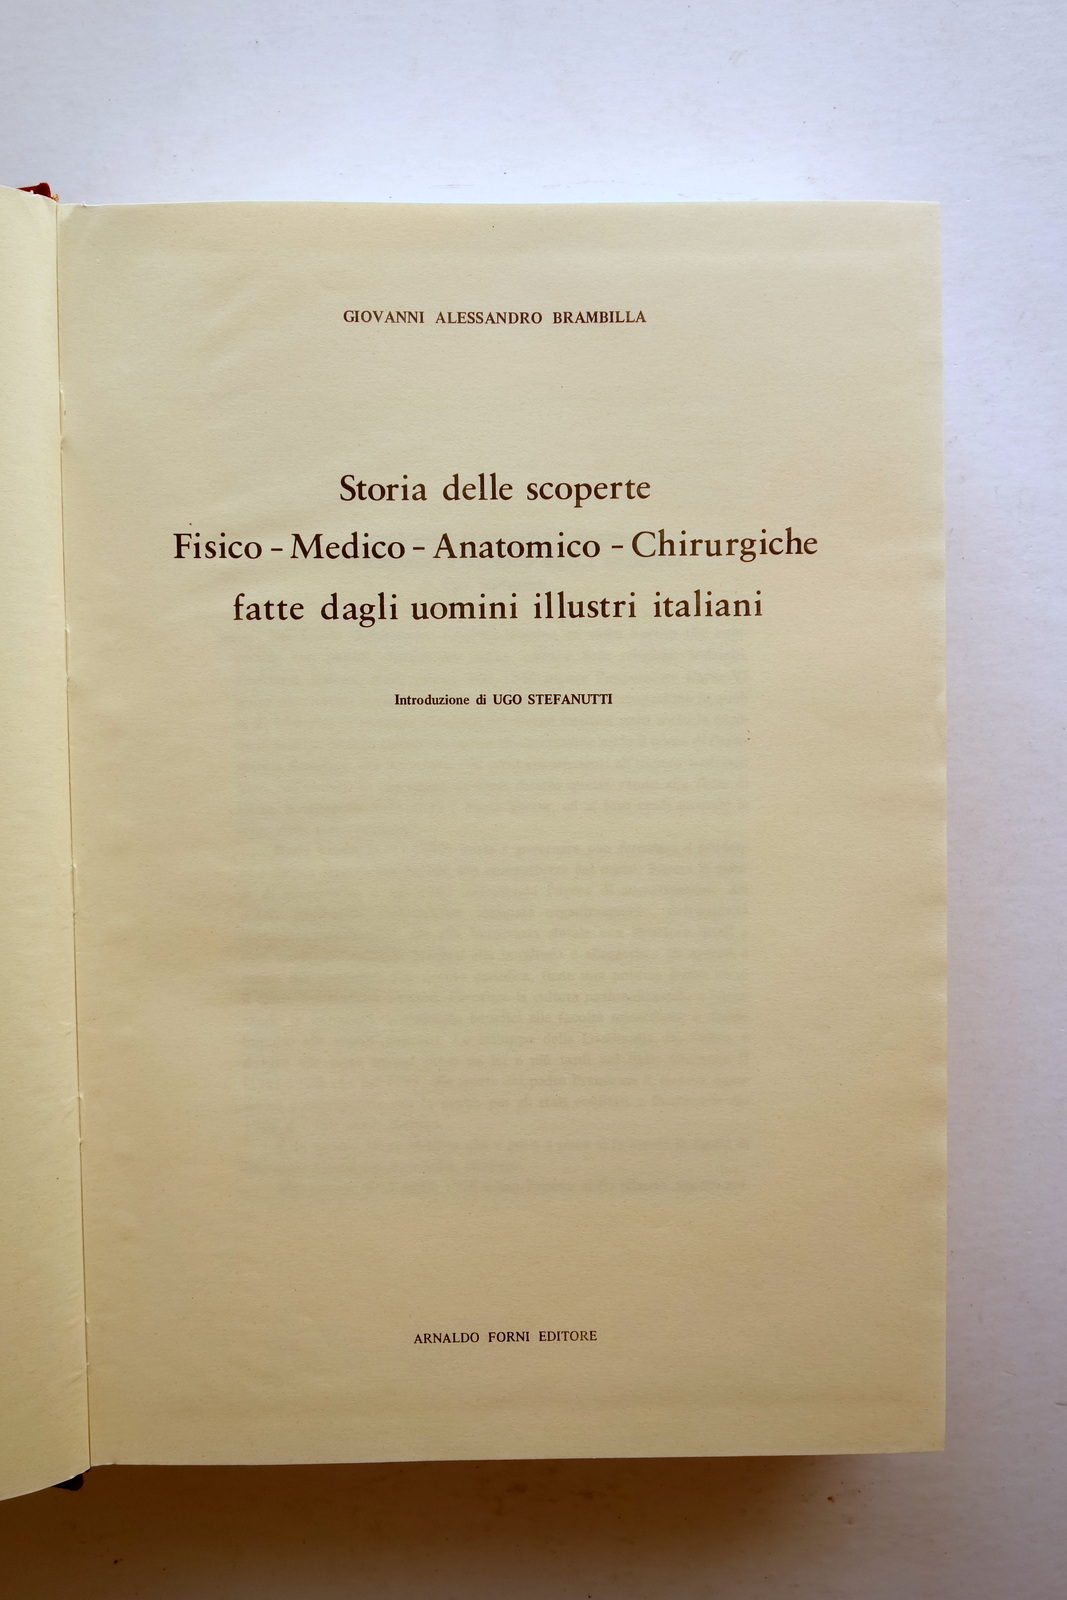 GIOVANNI ALESSANDRO BRAMBILLA
Storia delle scoperte
Fisico - Medico - Anatomico - Chirurgiche
fatte dagli uomini illustri italiani
Introduzione di UGO STEFANUTTI
ARNALDO FORNI EDITORE